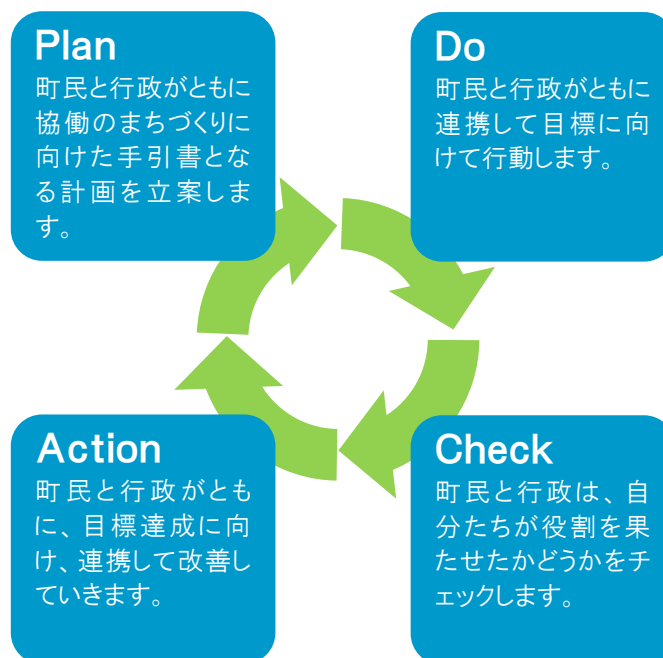 Plan
町民と行政がともに
協働のまちづくりに
向けた手引書とな
る計画を立案しま
す。
Do
町民と行政がともに
連携して目標に向
けて行動します。
Action
町民と行政がとも
に、目標達成に向
け、連携して改善し
ていきます。
Check
町民と行政は、自
分たちが役割を果
たせたかどうかをチ
ェックします。